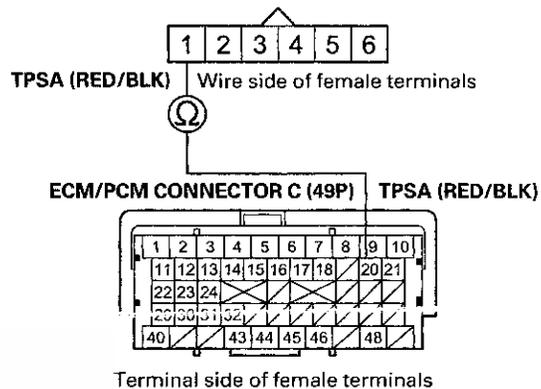 1 2 3 4 5 6
TPSA (RED/BLK) Wire side of female terminals
Ω
ECM/PCM CONNECTOR C (49P) TPSA (RED/BLK)
1 2 3 4 5 6 7 8 9 10
11 12 13 14 15 16 17 18 20 21
22 23 24
29 30 31 32
40 43 44 45 46 48
Terminal side of female terminals